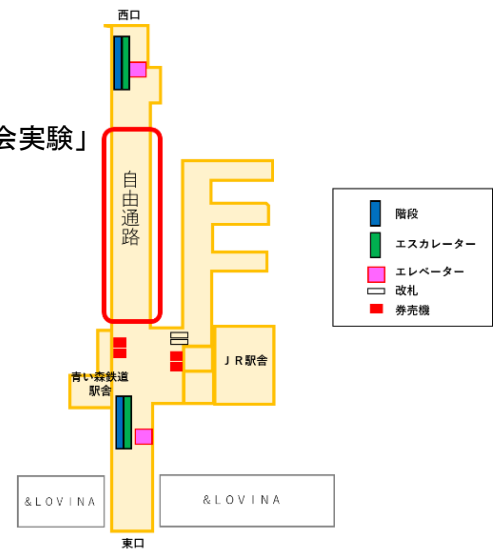 西口
会実験」
自由通路
階段
エスカレーター
エレベーター
改札
券売機
ＪＲ駅舎
青い森鉄道
駅舎
&ＬＯＶＩＮＡ
&ＬＯＶＩＮＡ
東口